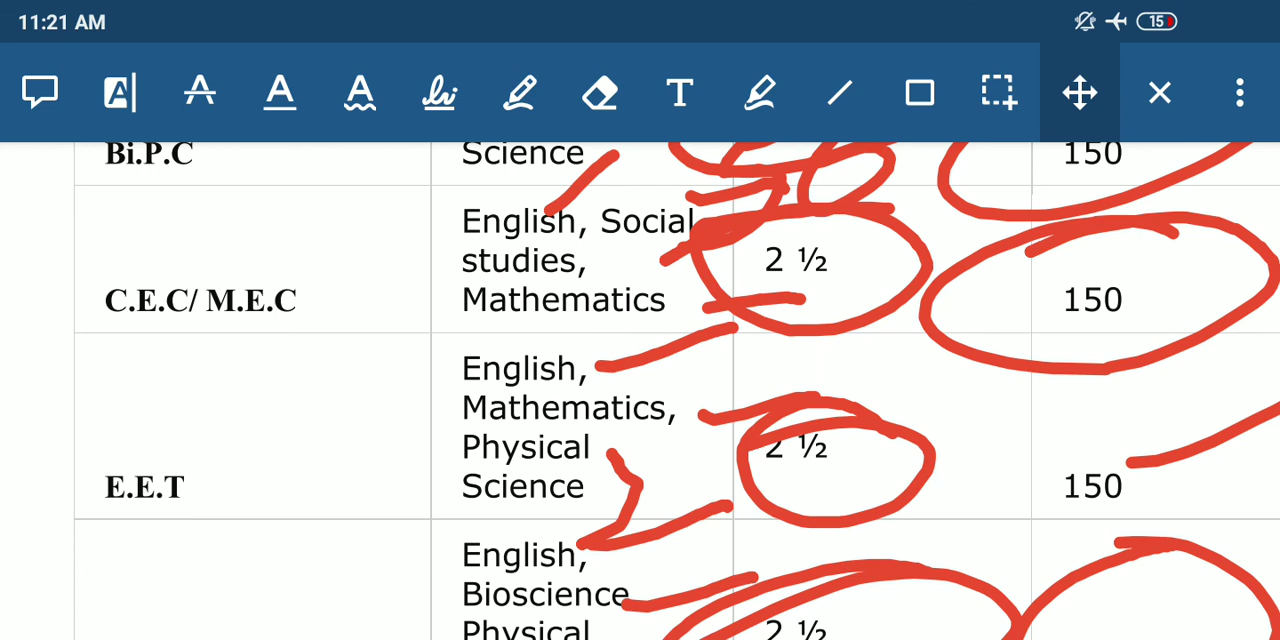 11:21 AM
15
Bi.P.C
Science
150
English, Social
studies,
Mathematics
C.E.C/ M.E.C
2 ½
150
English,
Mathematics,
Physical
Science
E.E.T
2 ½
150
English,
Bioscience
Physical
2 ½